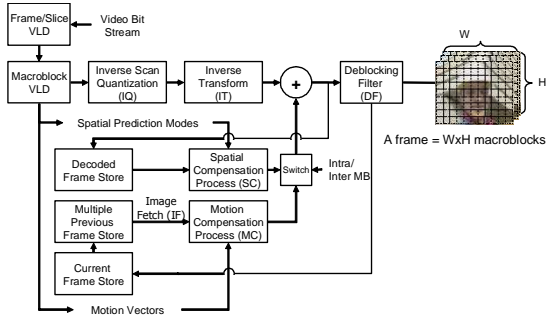 Frame/Slice
VLD
Video Bit
Stream
W
Macroblock
VLD
Inverse Scan
Quantization
(IQ)
Inverse
Transform
(IT)
+
Deblocking
Filter
(DF)
H
A frame = WxH macroblocks
Spatial Prediction Modes
Decoded
Frame Store
Spatial
Compensation
Process (SC)
Switch
Intra/
Inter MB
Multiple
Previous
Frame Store
Image
Fetch (IF)
Motion
Compensation
Process (MC)
Current
Frame Store
Motion Vectors